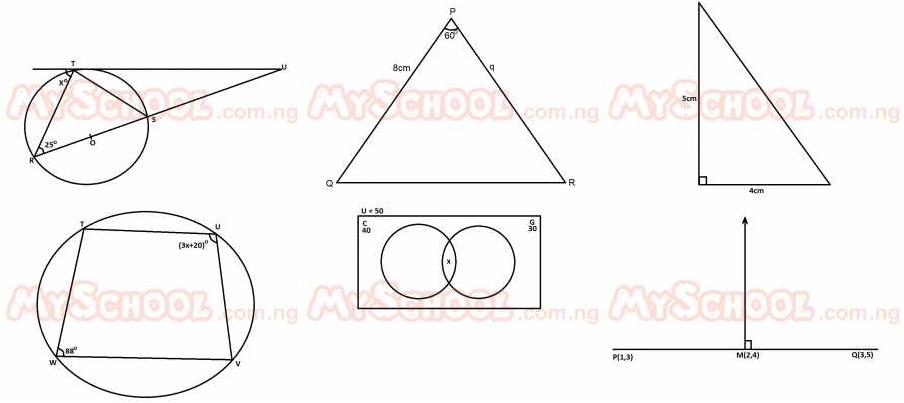 T
U
x°
25°
R
O
S
P
60°
8cm
q
Q
R
5cm
4cm
MYSCHOOL.com.ng
MYSCHOOL.com.ng
MYSCHOOL.com.ng
T
U
(3x+20)°
88°
W
V
U = 50
C
40
G
30
x
P(1,3)
M(2,4)
Q(3,5)
MYSCHOOL.com.ng
MYSCHOOL.com.ng
MYSCHOOL.com.ng